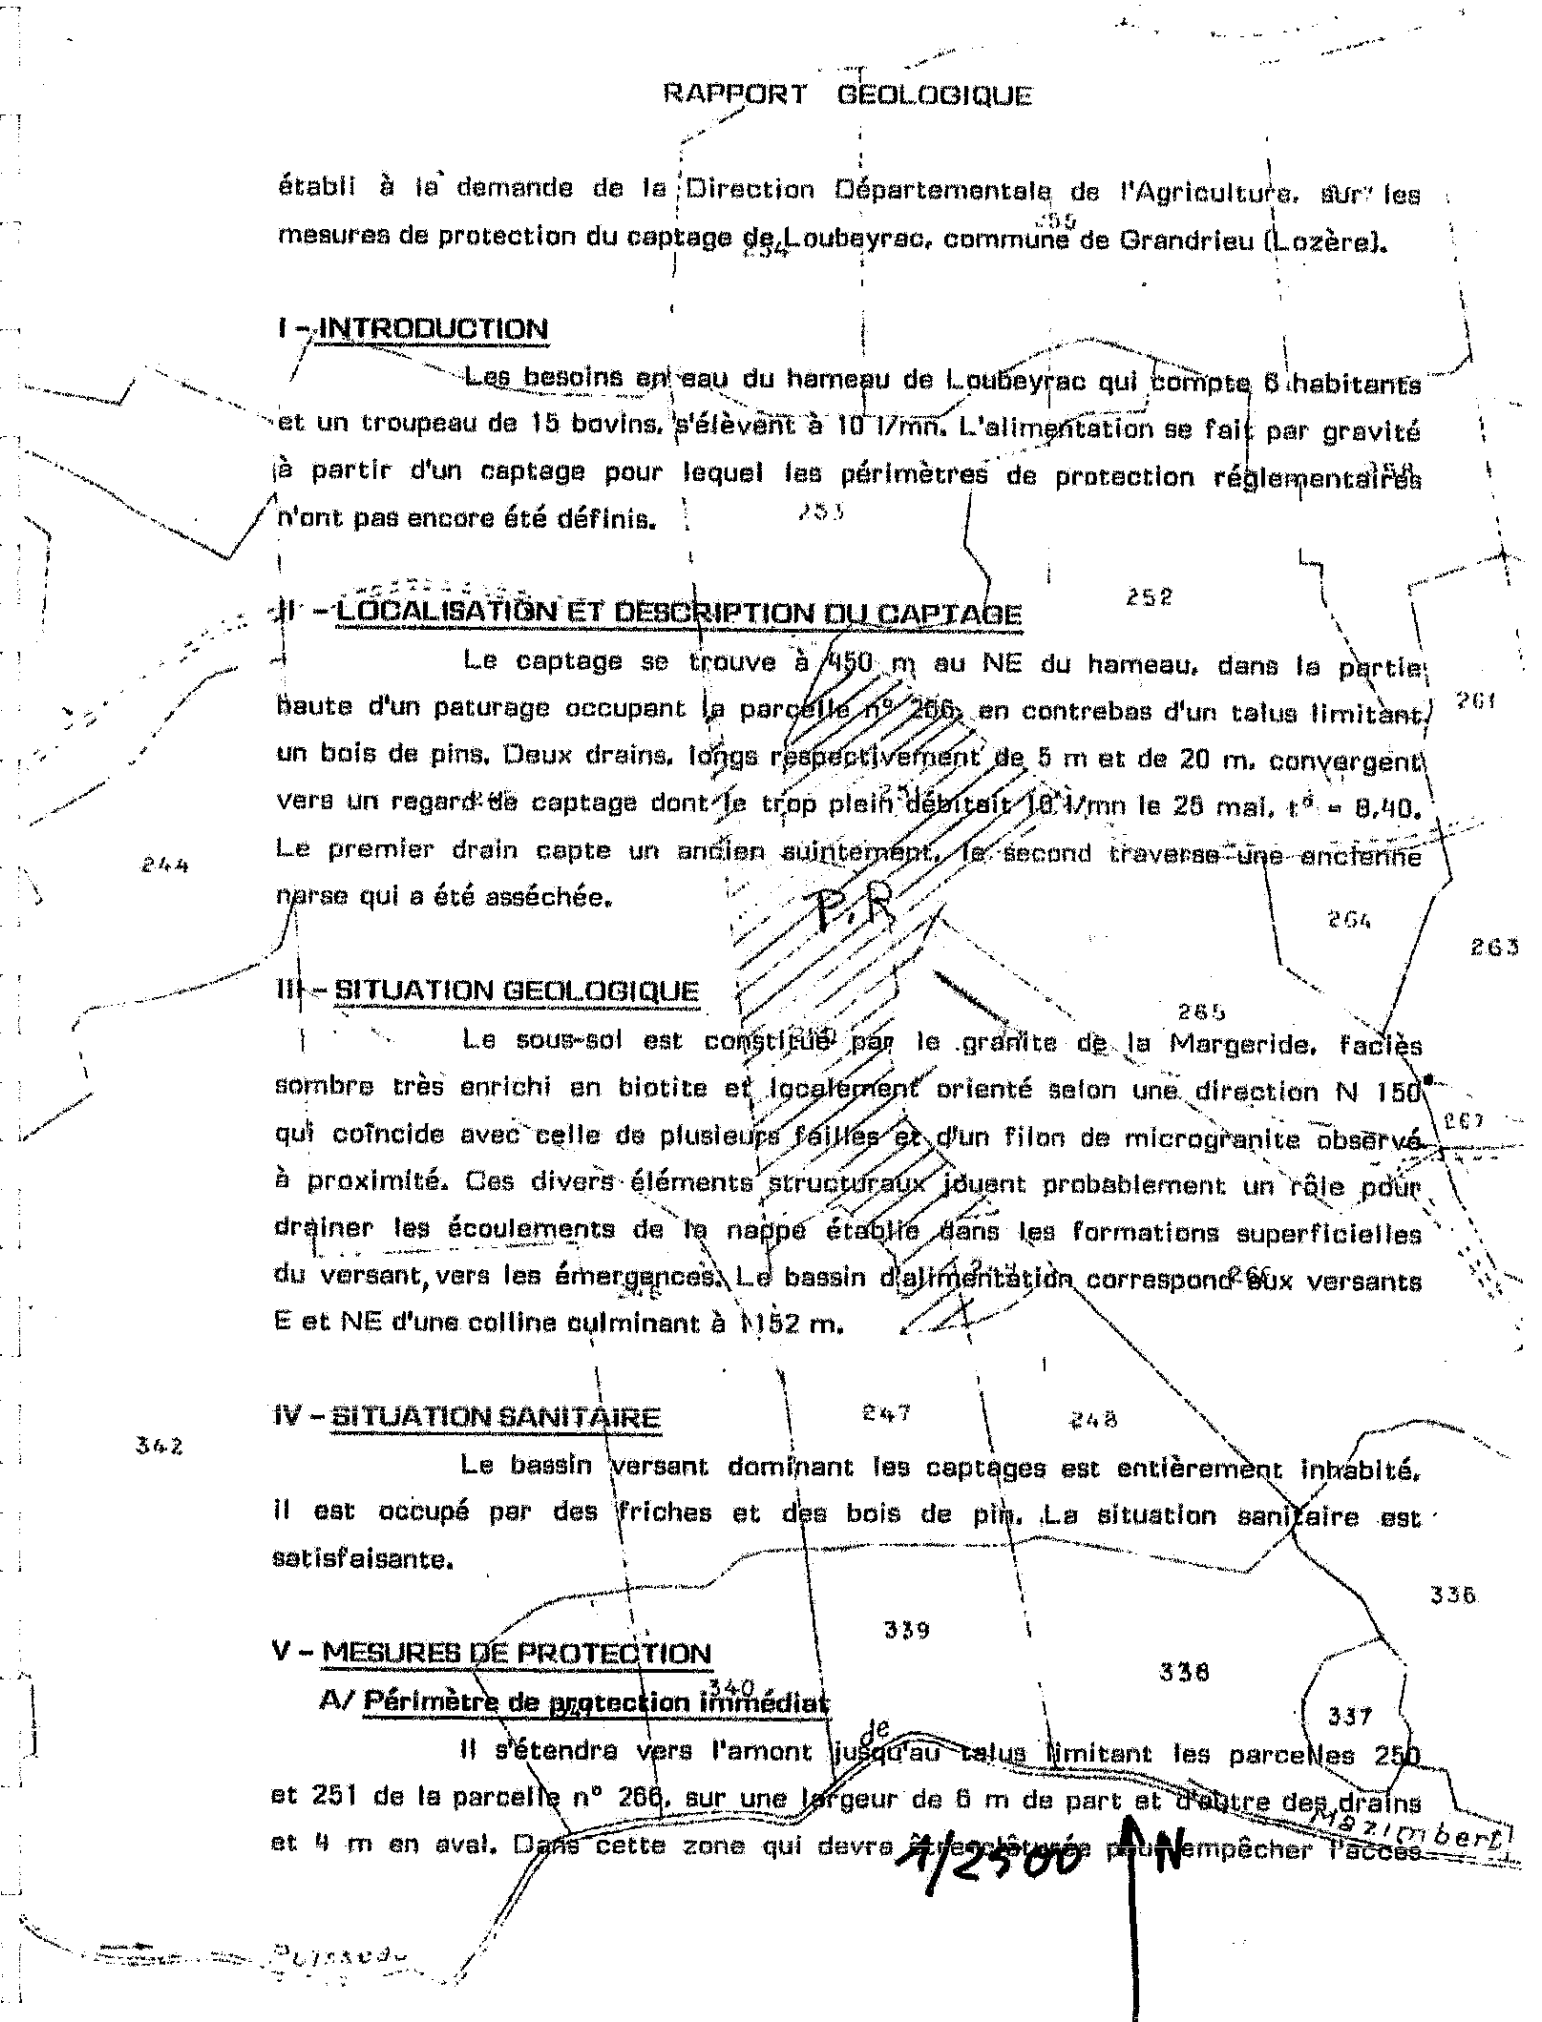 RAPPORT GEOLOGIQUE
établi à la demande de la Direction Départementale de l'Agriculture, sur les
255
mesures de protection du captage de Loubeyrac, commune de Grandrieu (Lozère).
254
I - INTRODUCTION
Les besoins en eau du hameau de Loubeyrac qui compte 6 habitants
et un troupeau de 15 bovins, s'élèvent à 10 l/mn. L'alimentation se fait par gravité
à partir d'un captage pour lequel les périmètres de protection réglementaires
n'ont pas encore été définis.
253
252
II - LOCALISATION ET DESCRIPTION DU CAPTAGE
Le captage se trouve à 450 m au NE du hameau, dans la partie
261
haute d'un paturage occupant la parcelle n° 266, en contrebas d'un talus limitant
un bois de pins. Deux drains, longs respectivement de 5 m et de 20 m, convergent
vers un regard de captage dont le trop plein débitait 10 l/mn le 25 mai, t° = 8,40.
Le premier drain capte un ancien suintement, le second traverse une ancienne
244
narse qui a été asséchée.
P.R
264
263
III - SITUATION GEOLOGIQUE
265
Le sous-sol est constitué par le granite de la Margeride, faciès
sombre très enrichi en biotite et localement orienté selon une direction N 150°
267
qui coïncide avec celle de plusieurs failles et d'un filon de microgranite observé
à proximité. Ces divers éléments structuraux jouent probablement un rôle pour
drainer les écoulements de la nappe établie dans les formations superficielles
du versant, vers les émergences. Le bassin d'alimentation correspond aux versants
266
E et NE d'une colline culminant à 1152 m.
IV - SITUATION SANITAIRE
247
248
342
Le bassin versant dominant les captages est entièrement inhabité,
il est occupé par des friches et des bois de pin. La situation sanitaire est
satisfaisante.
336
339
V - MESURES DE PROTECTION
338
A/ Périmètre de protection immédiat
340
341
337
de
Il s'étendra vers l'amont jusqu'au talus limitant les parcelles 250
et 251 de la parcelle n° 266, sur une largeur de 6 m de part et d'autre des drains
Mazimbert
et 4 m en aval. Dans cette zone qui devra être clôturée pour empêcher l'accès
1/2500 N